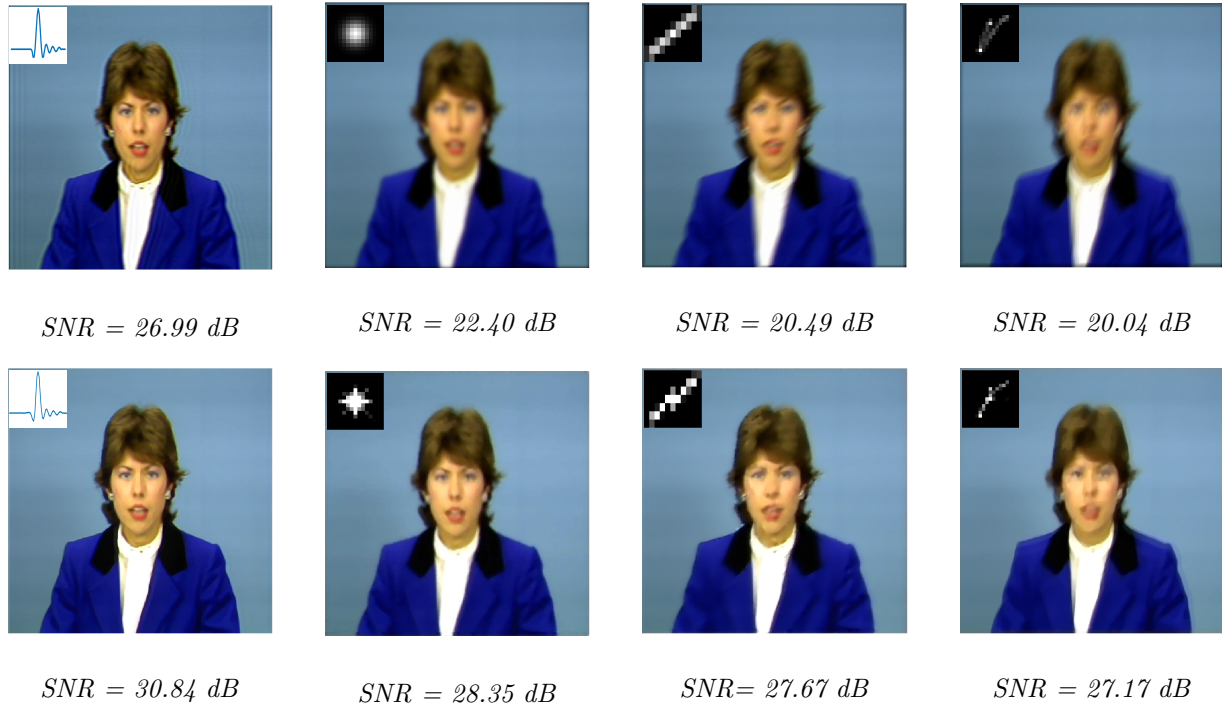 SNR = 26.99 dB
SNR = 22.40 dB
SNR = 20.49 dB
SNR = 20.04 dB
SNR = 30.84 dB
SNR = 28.35 dB
SNR= 27.67 dB
SNR = 27.17 dB